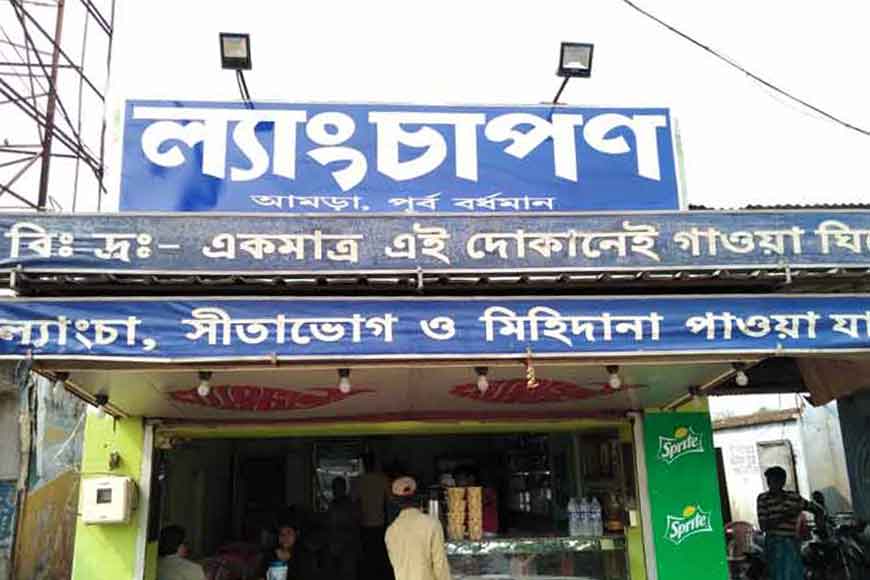 ল্যাংচাপণ
আমড়া, পূর্ব বর্ধমান
বিঃ দ্রঃ- একমাত্র এই দোকানেই গাওয়া ঘি
ল্যাংচা, সীতাভোগ ও মিহিদানা পাওয়া যা
Sprite
Sprite